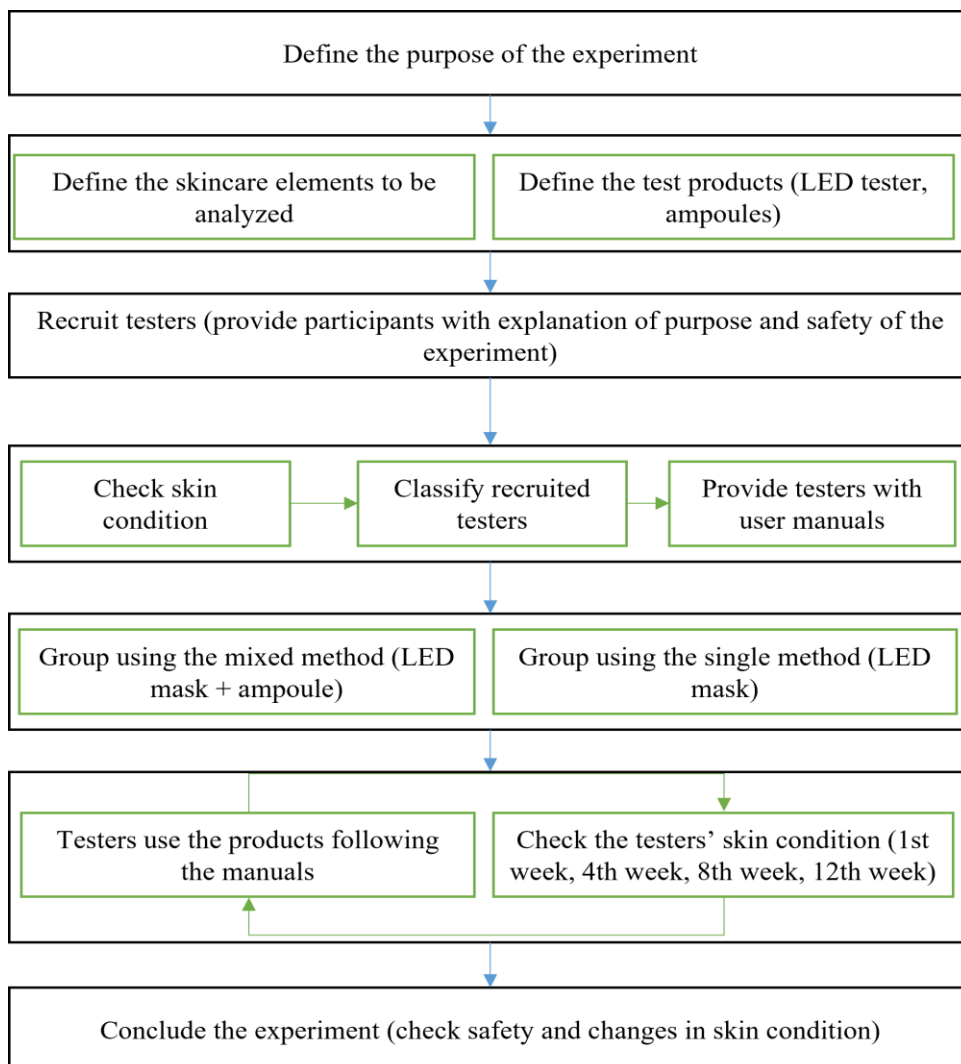 Define the purpose of the experiment
Define the skincare elements to be
analyzed
Define the test products (LED tester,
ampoules)
Recruit testers (provide participants with explanation of purpose and safety of the
experiment)
Check skin
condition
Classify recruited
testers
Provide testers with
user manuals
Group using the mixed method (LED
mask + ampoule)
Group using the single method (LED
mask)
Testers use the products following
the manuals
Check the testers’ skin condition (1st
week, 4th week, 8th week, 12th week)
Conclude the experiment (check safety and changes in skin condition)